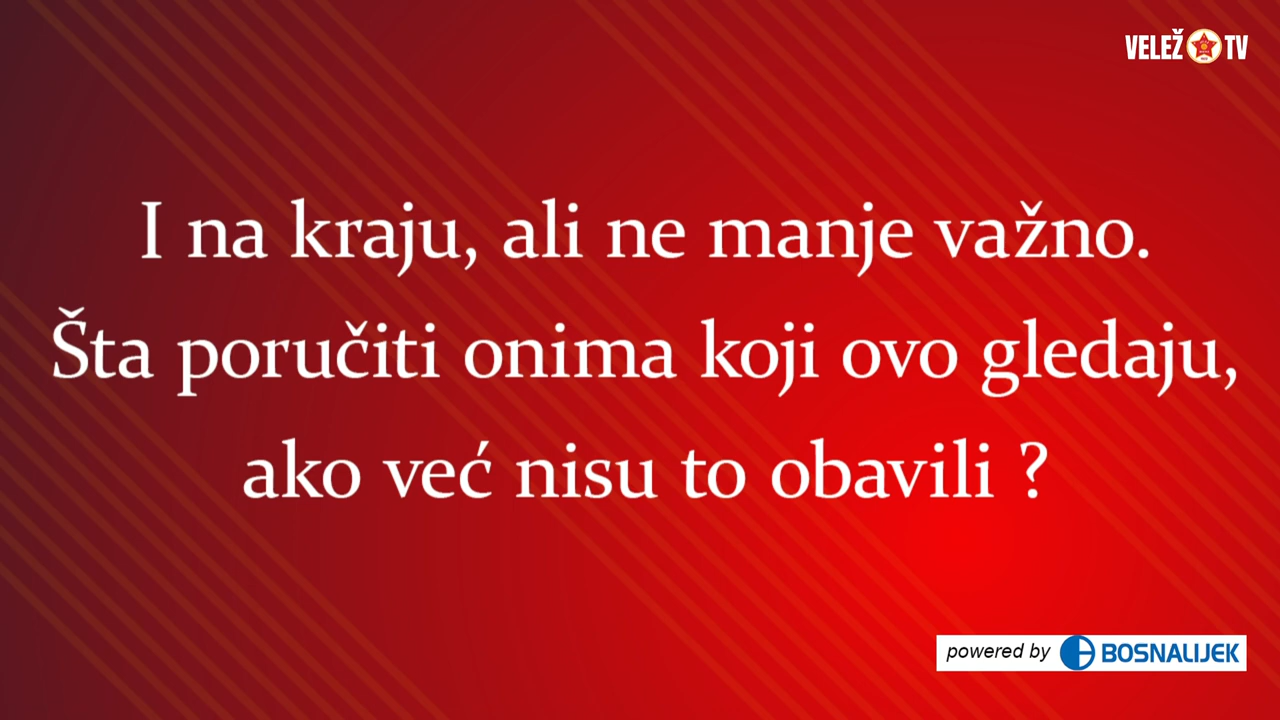 VELEŽ TV
I na kraju, ali ne manje važno.
Šta poručiti onima koji ovo gledaju,
ako već nisu to obavili ?
powered by BOSNALIJEK